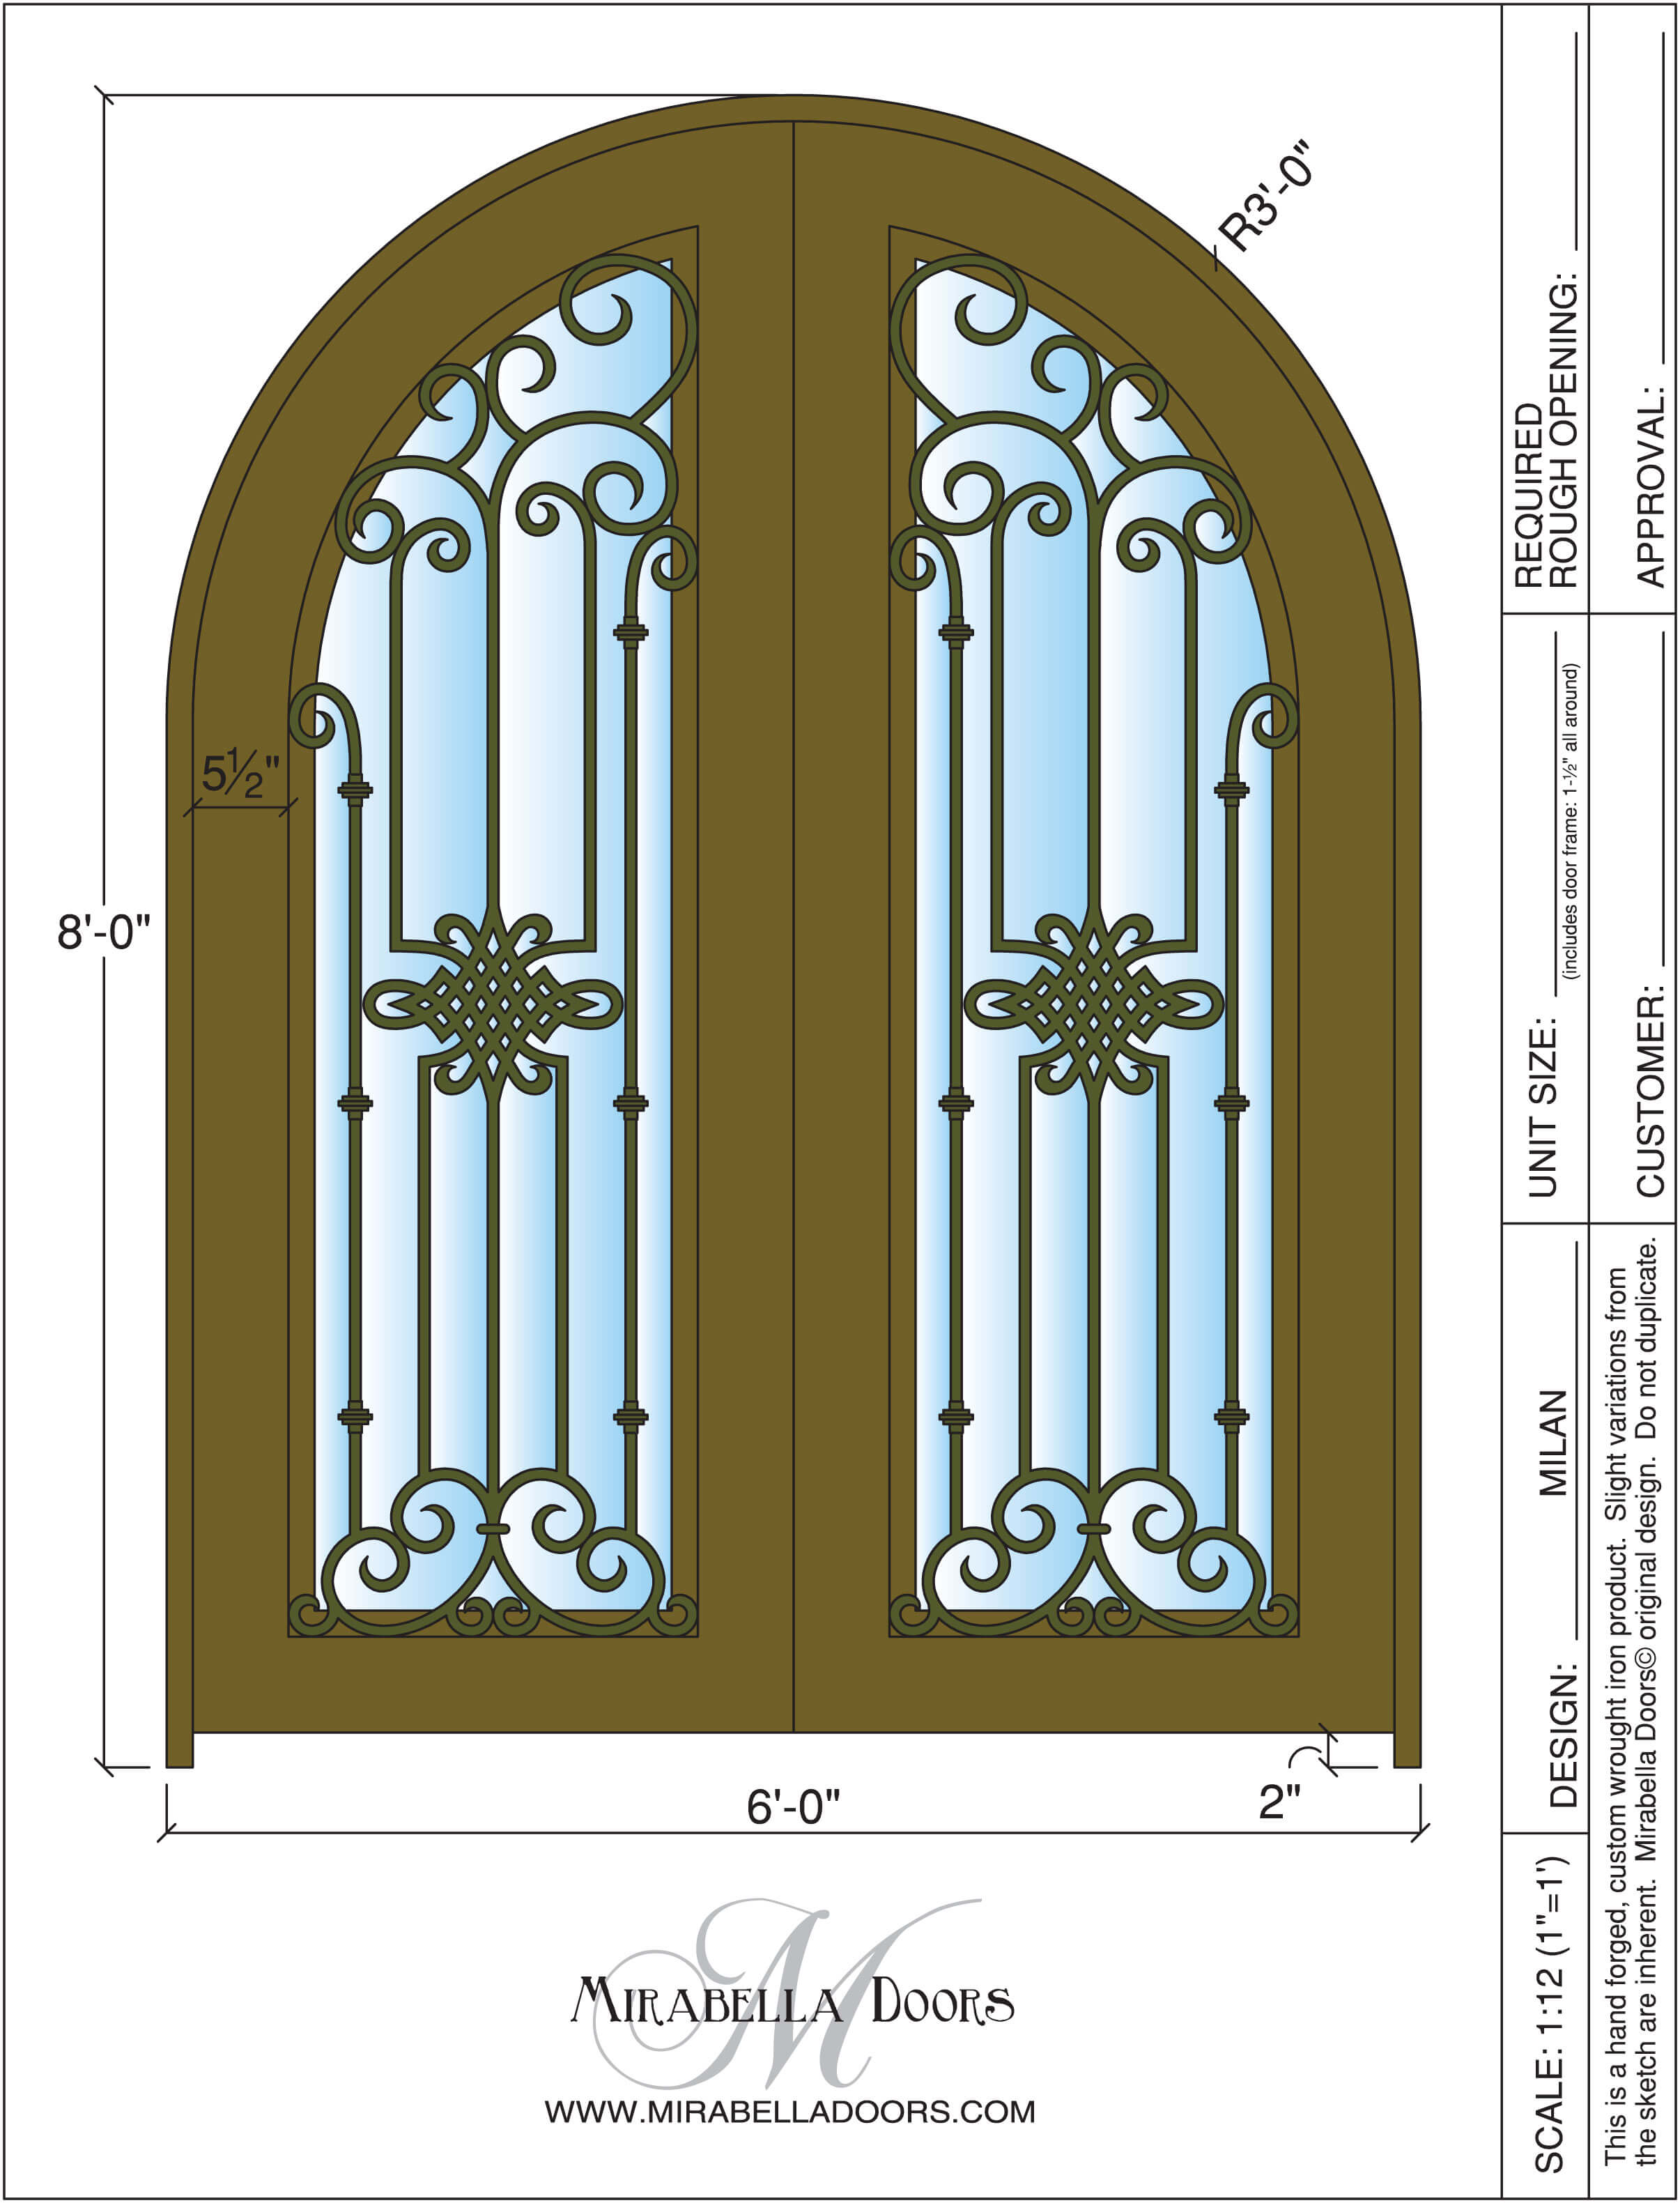 R3'-0"
5½"
8'-0"
6'-0"
2"
MIRABELLA DOORS
M
WWW.MIRABELLADOORS.COM
SCALE: 1:12 (1"=1')
DESIGN: MILAN
UNIT SIZE:
(includes door frame: 1-½" all around)
REQUIRED
ROUGH OPENING:
This is a hand forged, custom wrought iron product. Slight variations from
the sketch are inherent. Mirabella Doors© original design. Do not duplicate.
CUSTOMER:
APPROVAL: